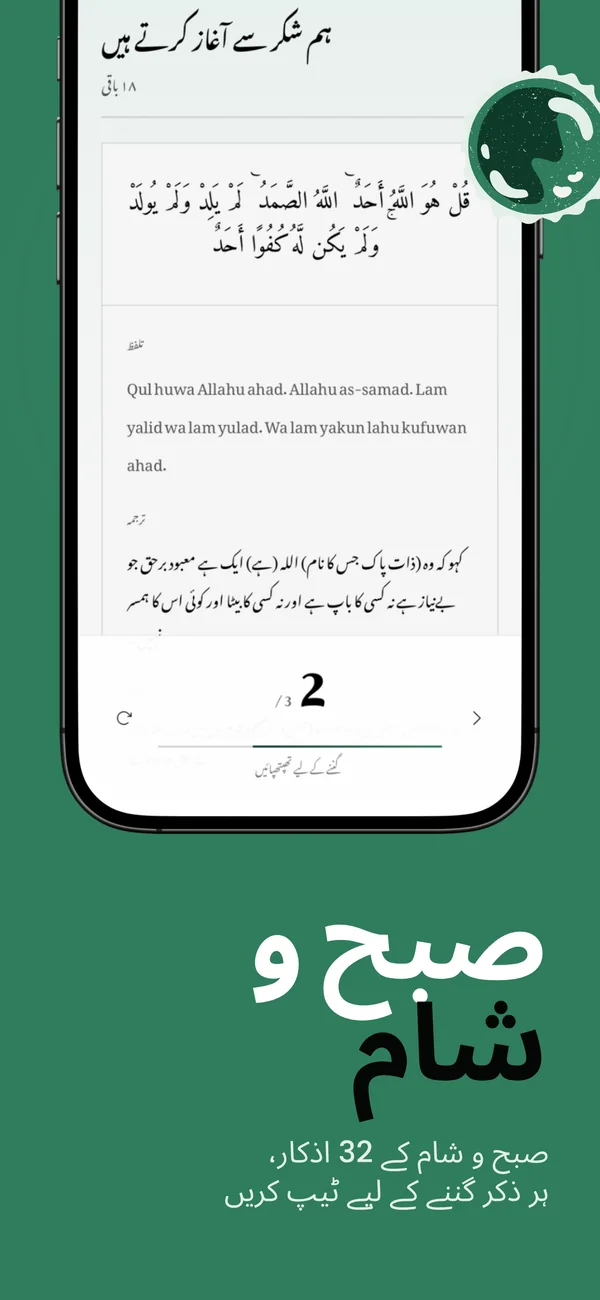 ہم شکر سے آغاز کرتے ہیں
۱۸ باقی
قُلْ هُوَ اللَّهُ أَحَدٌ ۚ اللَّهُ الصَّمَدُ ۚ لَمْ يَلِدْ وَلَمْ يُولَدْ ۚ
وَلَمْ يَكُن لَّهُ كُفُوًا أَحَدٌ
تلفظ
Qul huwa Allahu ahad. Allahu as-samad. Lam
yalid wa lam yulad. Wa lam yakun lahu kufuwan
ahad.
ترجمہ
کہو کہ وہ (ذات پاک جس کا نام) اللہ (ہے) ایک ہے معبود برحق جو
بےنیاز ہے نہ کسی کا باپ ہے اور نہ کسی کا بیٹا اور کوئی اس کا ہمسر
2 / 3
گننے کے لیے تھپتھپائیں
صبح و
شام
صبح و شام کے 32 اذکار،
ہر ذکر گننے کے لیے ٹیپ کریں